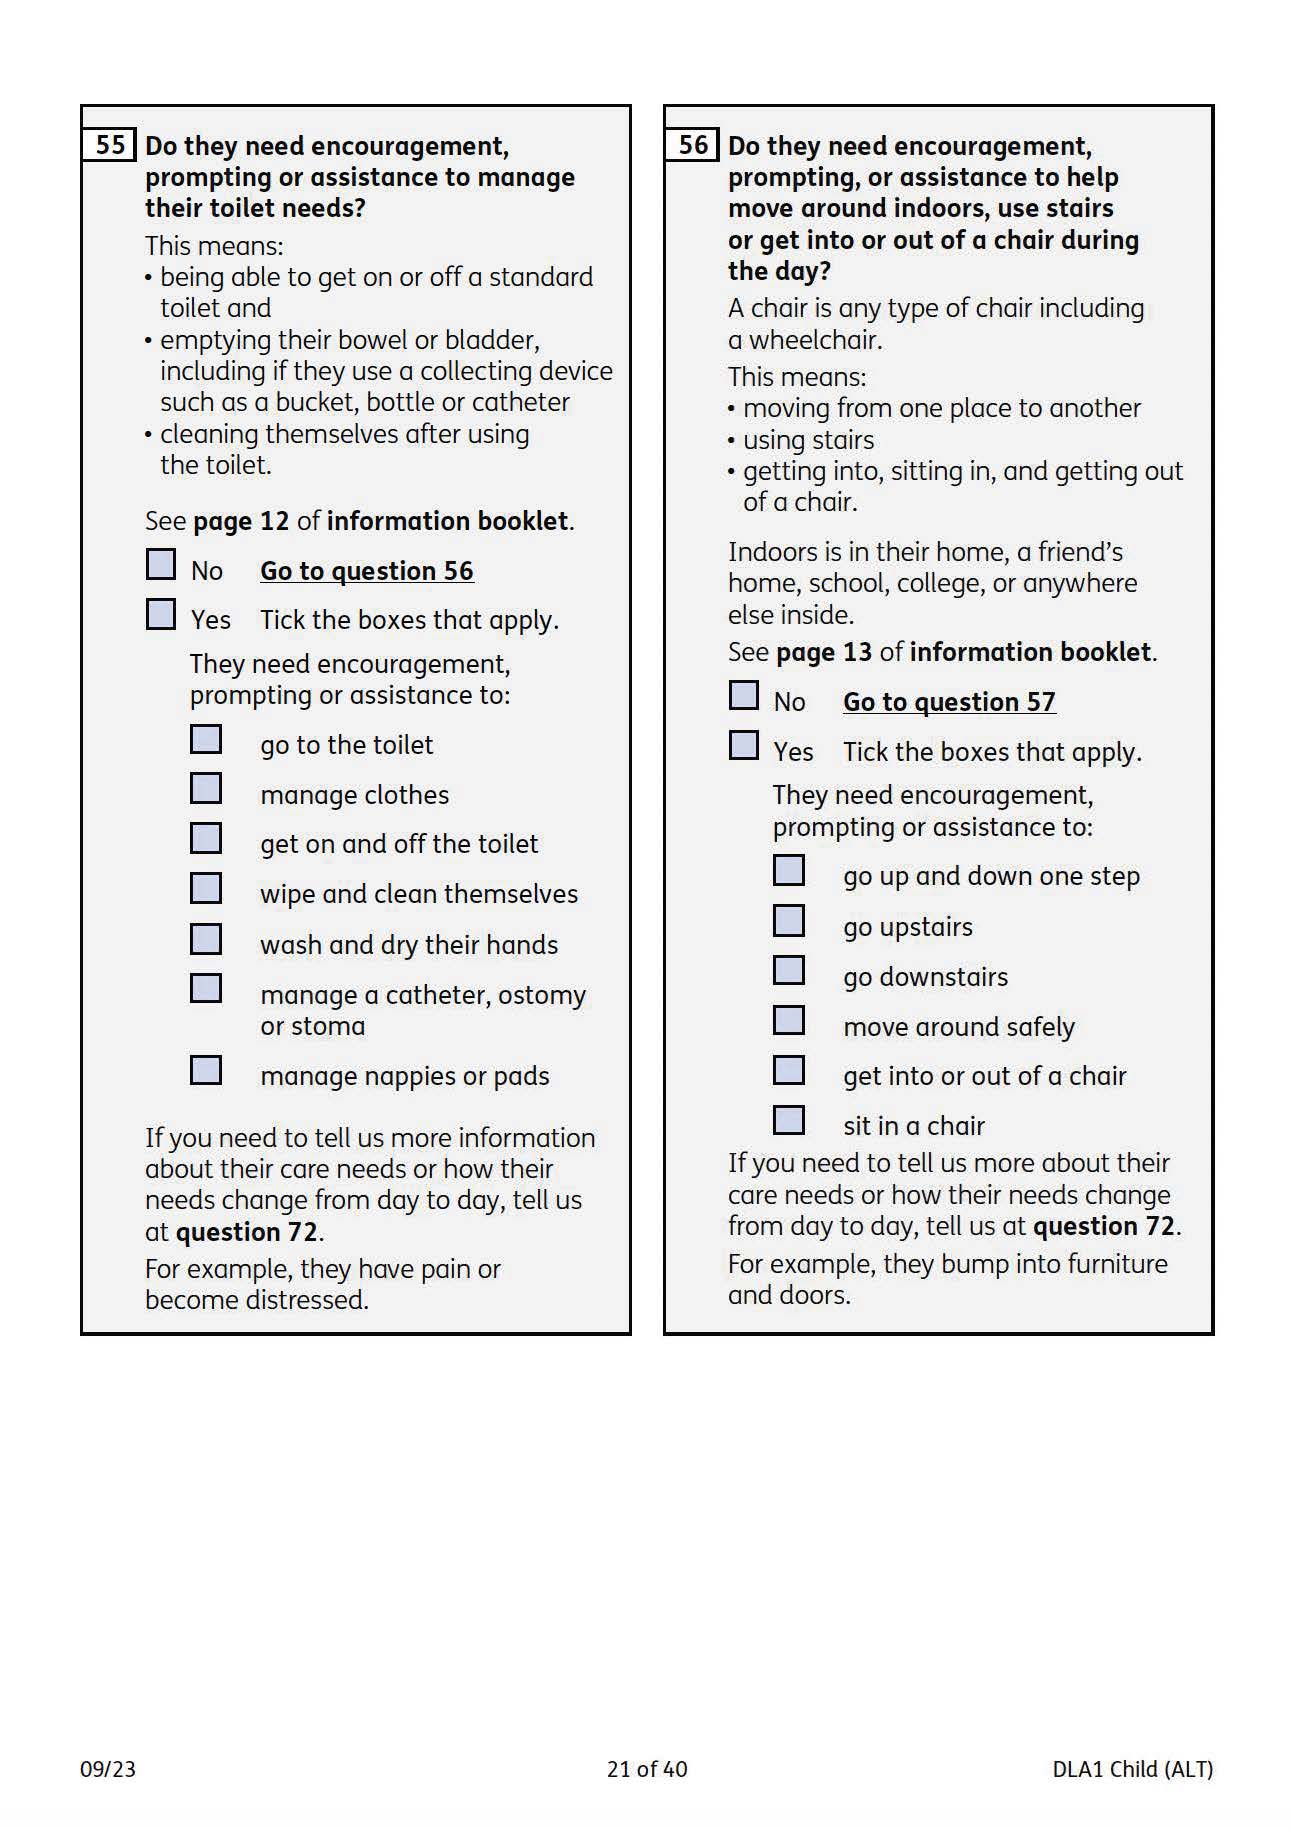 55 Do they need encouragement,
prompting or assistance to manage
their toilet needs?
This means:
• being able to get on or off a standard
toilet and
• emptying their bowel or bladder,
including if they use a collecting device
such as a bucket, bottle or catheter
• cleaning themselves after using
the toilet.
See page 12 of information booklet.
No Go to question 56
Yes Tick the boxes that apply.
They need encouragement,
prompting or assistance to:
go to the toilet
manage clothes
get on and off the toilet
wipe and clean themselves
wash and dry their hands
manage a catheter, ostomy
or stoma
manage nappies or pads
If you need to tell us more information
about their care needs or how their
needs change from day to day, tell us
at question 72.
For example, they have pain or
become distressed.
56 Do they need encouragement,
prompting, or assistance to help
move around indoors, use stairs
or get into or out of a chair during
the day?
A chair is any type of chair including
a wheelchair.
This means:
• moving from one place to another
• using stairs
• getting into, sitting in, and getting out
of a chair.
Indoors is in their home, a friend’s
home, school, college, or anywhere
else inside.
See page 13 of information booklet.
No Go to question 57
Yes Tick the boxes that apply.
They need encouragement,
prompting or assistance to:
go up and down one step
go upstairs
go downstairs
move around safely
get into or out of a chair
sit in a chair
If you need to tell us more about their
care needs or how their needs change
from day to day, tell us at question 72.
For example, they bump into furniture
and doors.
09/23 21 of 40 DLA1 Child (ALT)